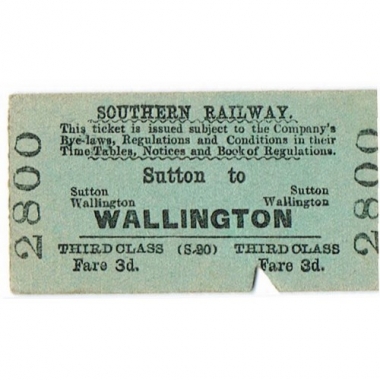 SOUTHERN RAILWAY.
This ticket is issued subject to the Company's
Bye-laws, Regulations and Conditions in their
Time Tables, Notices and Book of Regulations.
Sutton to
Sutton Sutton
Wallington Wallington
WALLINGTON
THIRD CLASS (S.20) THIRD CLASS
Fare 3d. Fare 3d.
2800
2800